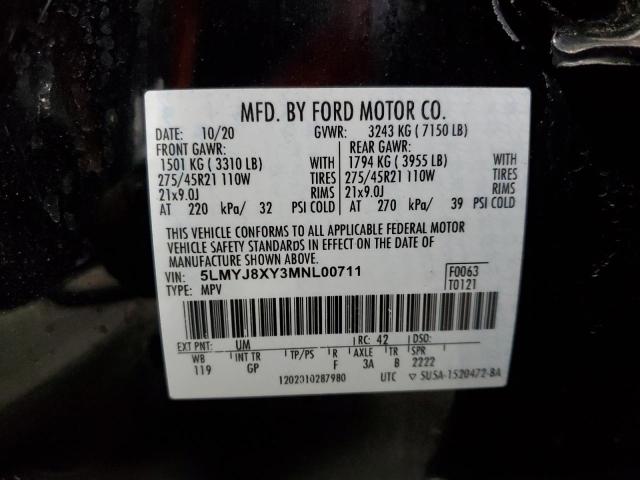 MFD. BY FORD MOTOR CO.
DATE: 10/20 GVWR: 3243 KG ( 7150 LB)
FRONT GAWR: REAR GAWR:
1501 KG ( 3310 LB) WITH 1794 KG ( 3955 LB) WITH
275/45R21 110W TIRES 275/45R21 110W TIRES
21x9.0J RIMS 21x9.0J RIMS
AT 220 kPa/ 32 PSI COLD AT 270 kPa/ 39 PSI COLD
THIS VEHICLE CONFORMS TO ALL APPLICABLE FEDERAL MOTOR
VEHICLE SAFETY STANDARDS IN EFFECT ON THE DATE OF
MANUFACTURE SHOWN ABOVE.
VIN: 5LMYJ8XY3MNL00711 F0063
TYPE: MPV T0121
EXT PNT: UM RC: 42 DSO:
WB INT TR TP/PS R AXLE TR SPR
119 GP F 3A B 2222
1202010287980 UTC ▽ SU5A-1520472-BA